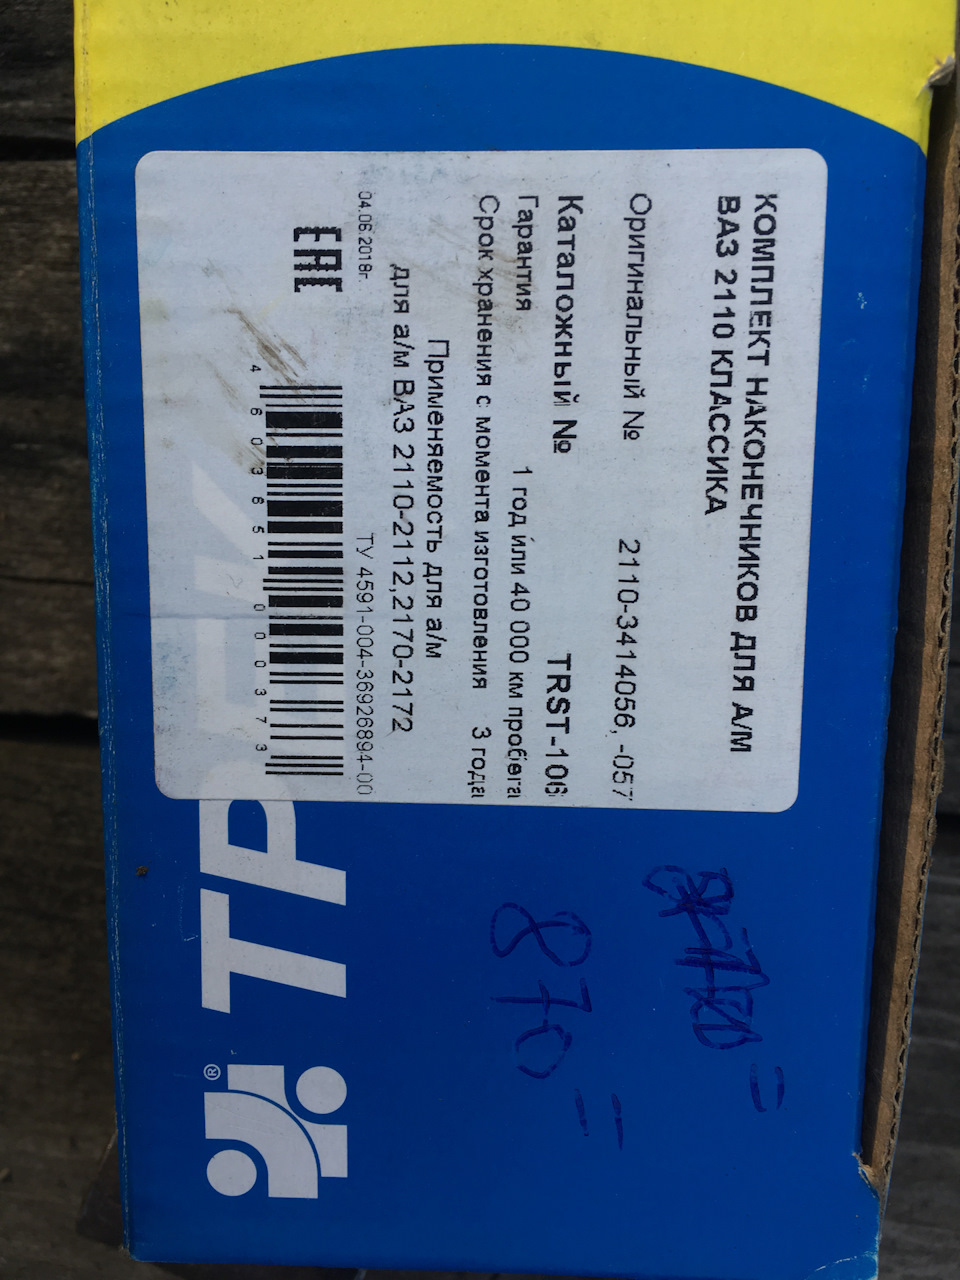 КОМПЛЕКТ НАКОНЕЧНИКОВ ДЛЯ А/М
ВАЗ 2110 КЛАССИКА
Оригинальный № 2110-3414056, -057
Каталожный № TRST-106
Гарантия 1 год или 40 000 км пробега
Срок хранения с момента изготовления 3 года
Применяемость для а/м
для а/м ВАЗ 2110-2112,2170-2172
04.06.2018г. ТУ 4591-004-36926894-00
EAC
4 603651 000373
ТРЕК
®
870=